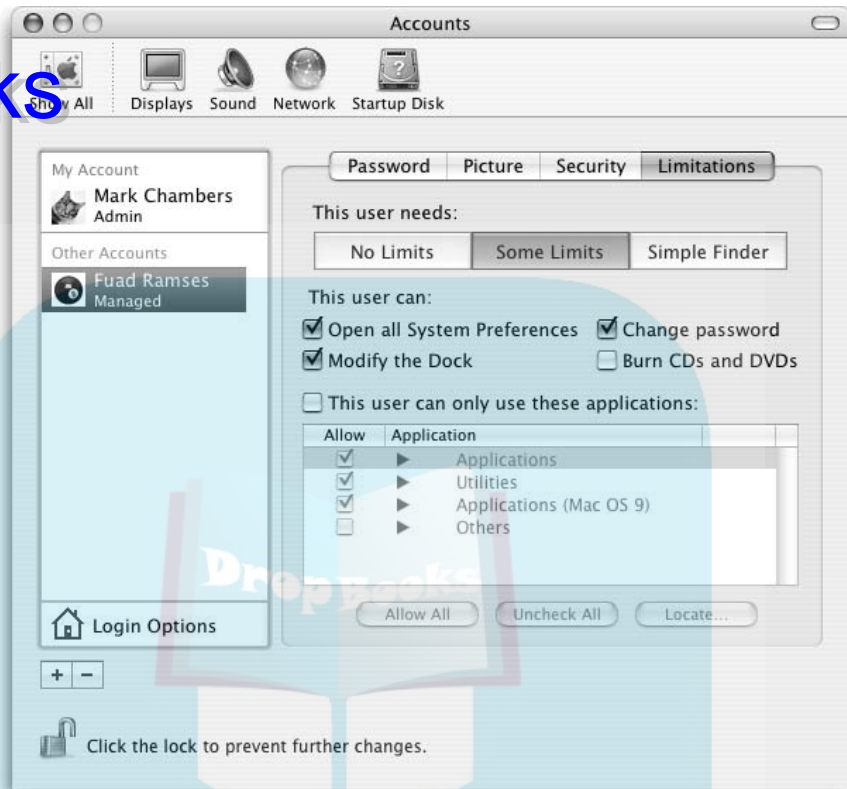 Accounts
ks
Show All
Displays
Sound
Network
Startup Disk
My Account
Mark Chambers
Admin
Other Accounts
Fuad Ramses
Managed
Login Options
Password
Picture
Security
Limitations
This user needs:
No Limits
Some Limits
Simple Finder
This user can:
Open all System Preferences
Change password
Modify the Dock
Burn CDs and DVDs
This user can only use these applications:
Allow
Application
Applications
Utilities
Applications (Mac OS 9)
Others
Drop Books
Allow All
Uncheck All
Locate...
Click the lock to prevent further changes.